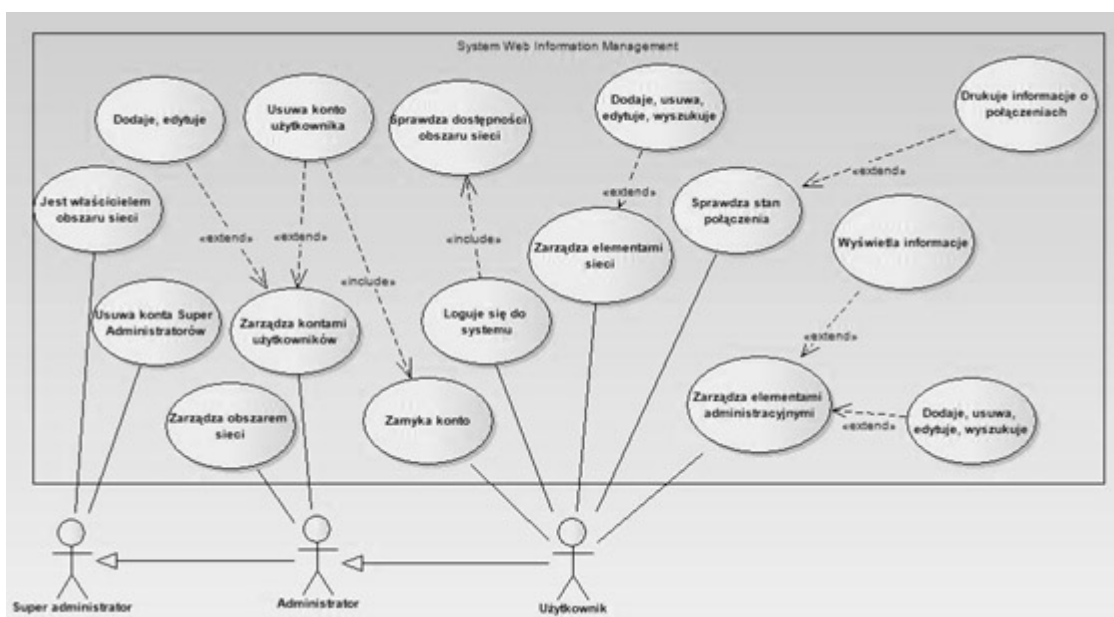 System Web Information Management
Dodaje, edytuje
Usuwa konto
użytkownika
Sprawdza dostępności
obszaru sieci
Dodaje, usuwa,
edytuje, wyszukuje
Drukuje informacje o
połączeniach
Jest właścicielem
obszaru sieci
«extend»
«extend»
«include»
«extend»
Sprawdza stan
połączenia
«extend»
Wyświetla informacje
Zarządza elementami
sieci
«include»
Usuwa konta Super
Administratorów
Zarządza kontami
użytkowników
Loguje się do
systemu
«extend»
Zarządza obszarem
sieci
Zamyka konto
Zarządza elementami
administracyjnymi
«extend»
Dodaje, usuwa,
edytuje, wyszukuje
Super administrator
Administrator
Użytkownik